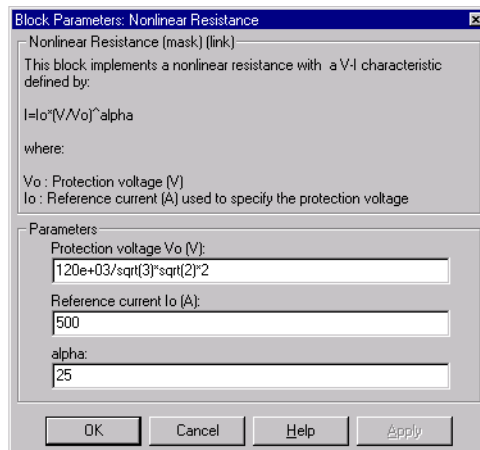 Block Parameters: Nonlinear Resistance
Nonlinear Resistance (mask) (link)
This block implements a nonlinear resistance with a V-I characteristic
defined by:
I=Io*(V/Vo)^alpha
where:
Vo : Protection voltage (V)
Io : Reference current (A) used to specify the protection voltage
Parameters
Protection voltage Vo (V):
120e+03/sqrt(3)*sqrt(2)*2
Reference current Io (A):
500
alpha:
25
OK Cancel Help Apply